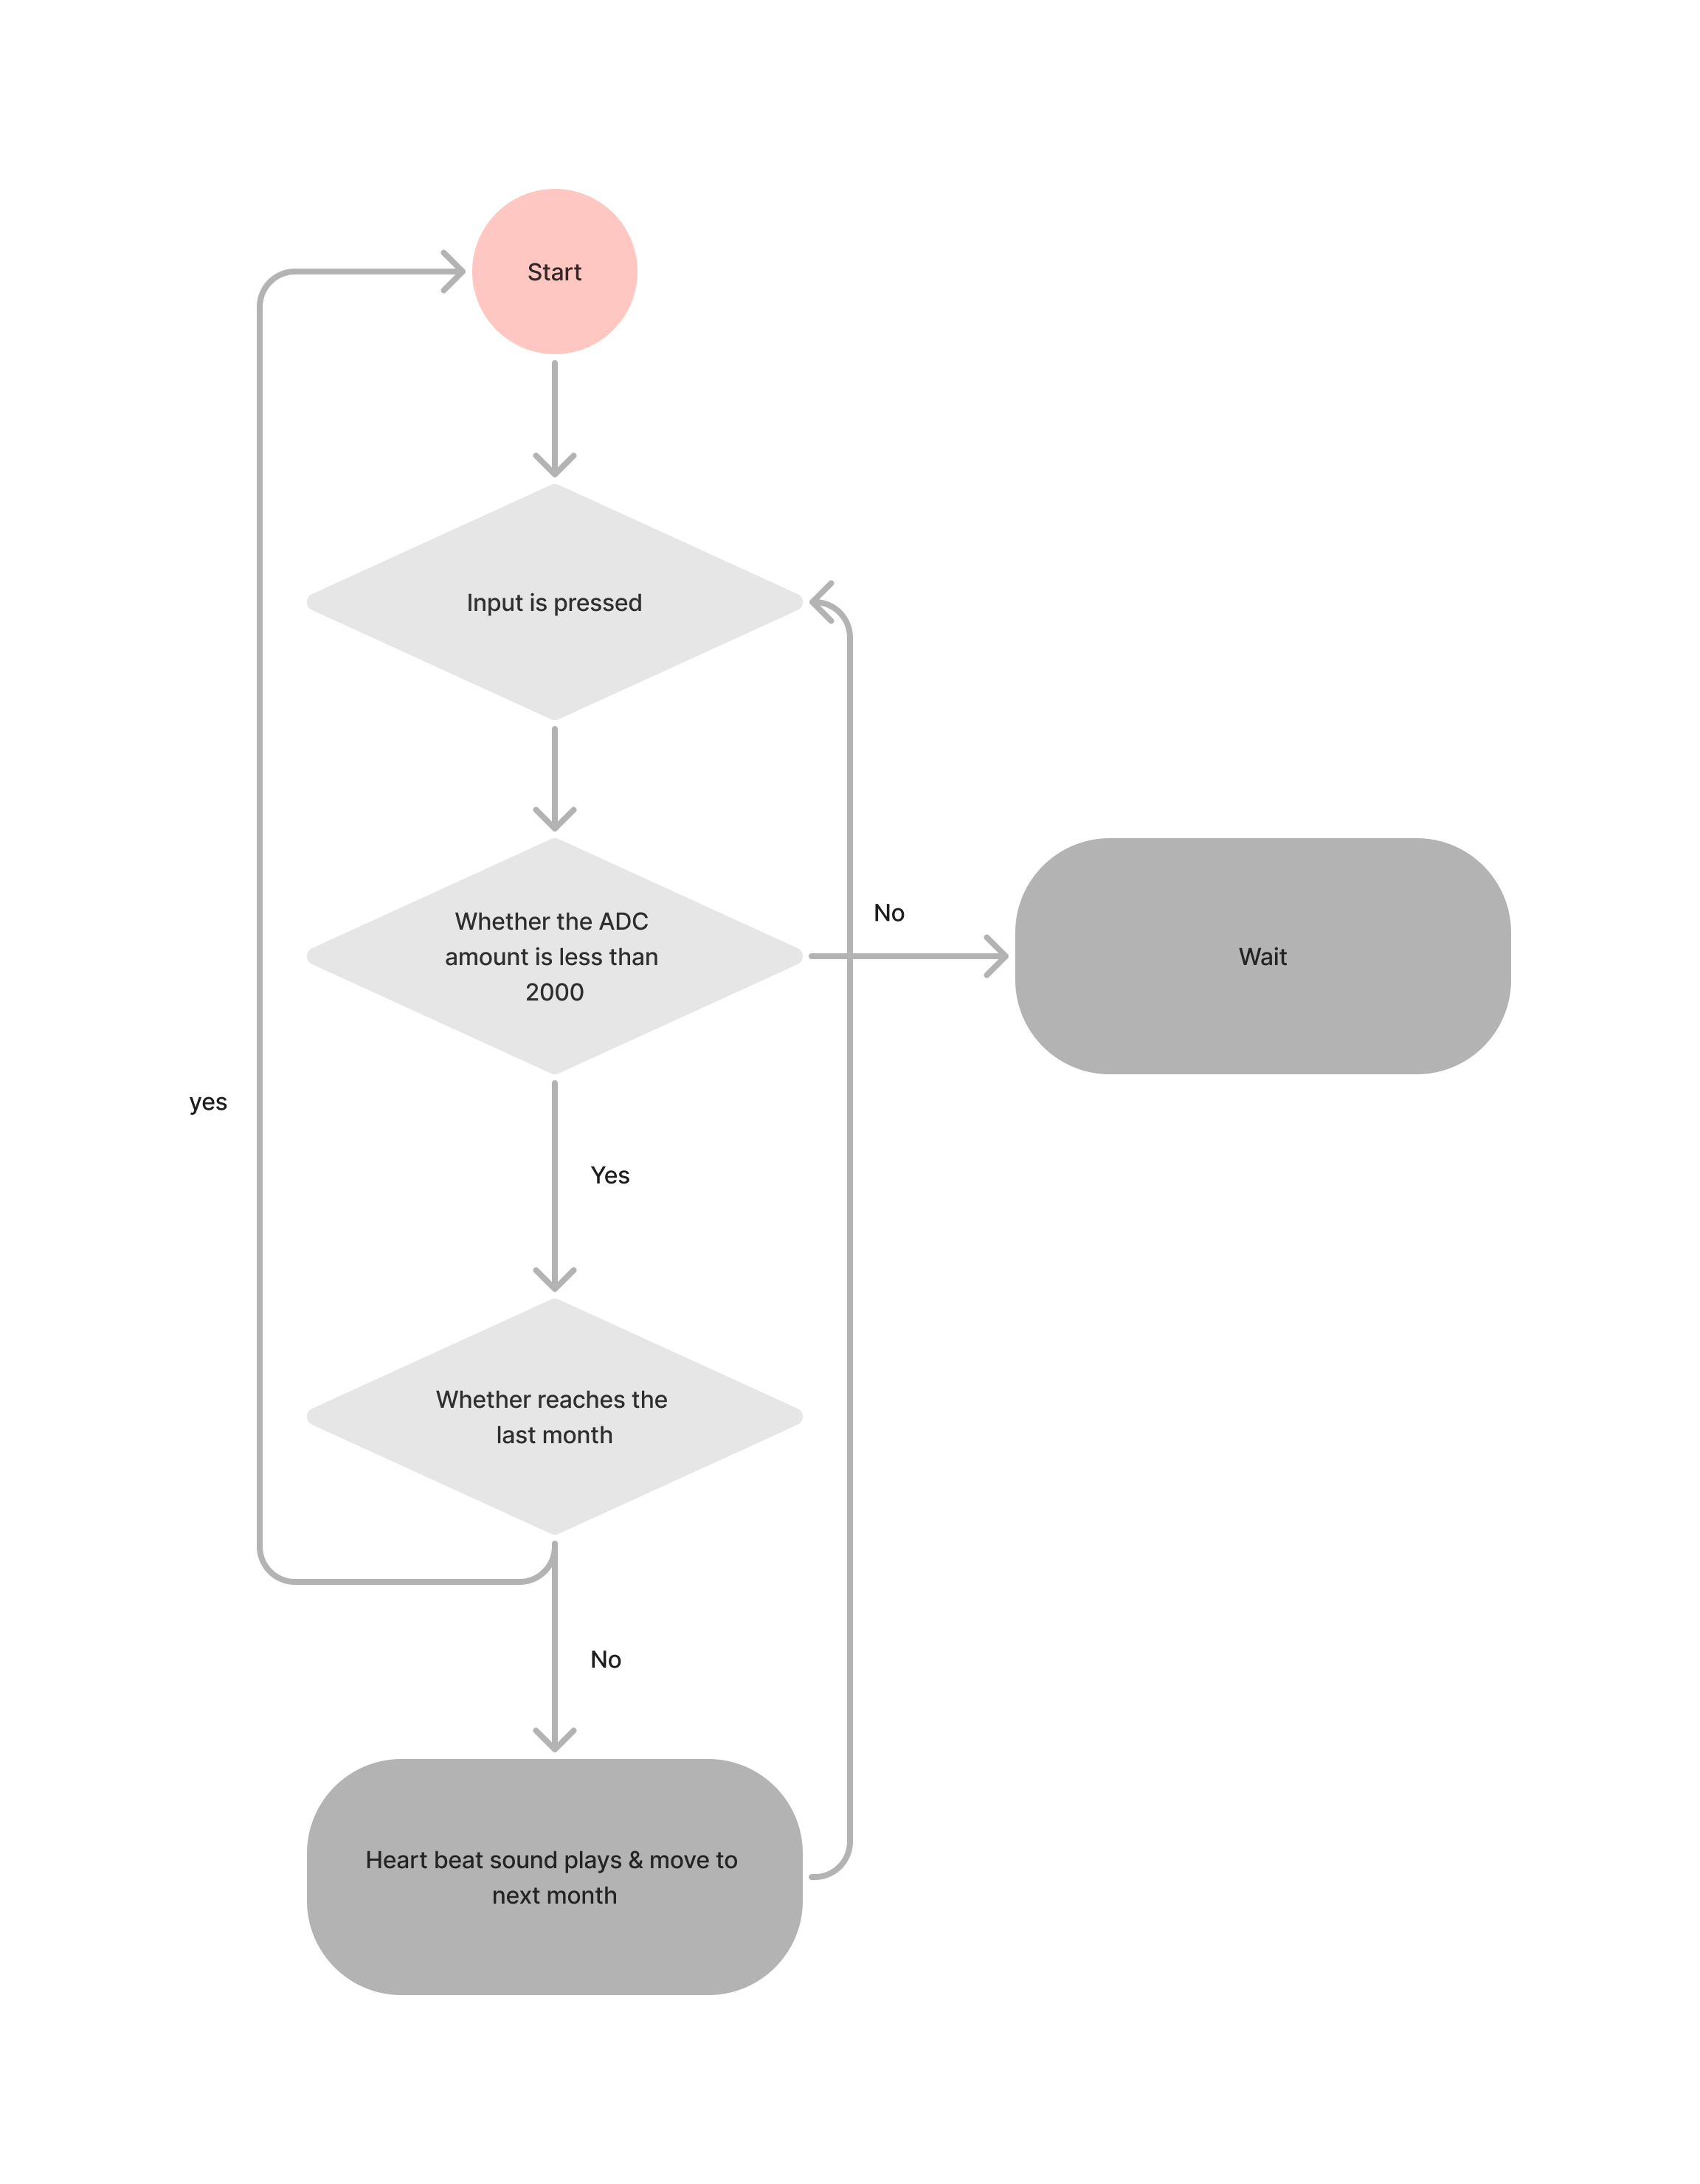 Start
Input is pressed
Whether the ADC
amount is less than
2000
No
Wait
yes
Yes
Whether reaches the
last month
No
Heart beat sound plays & move to
next month